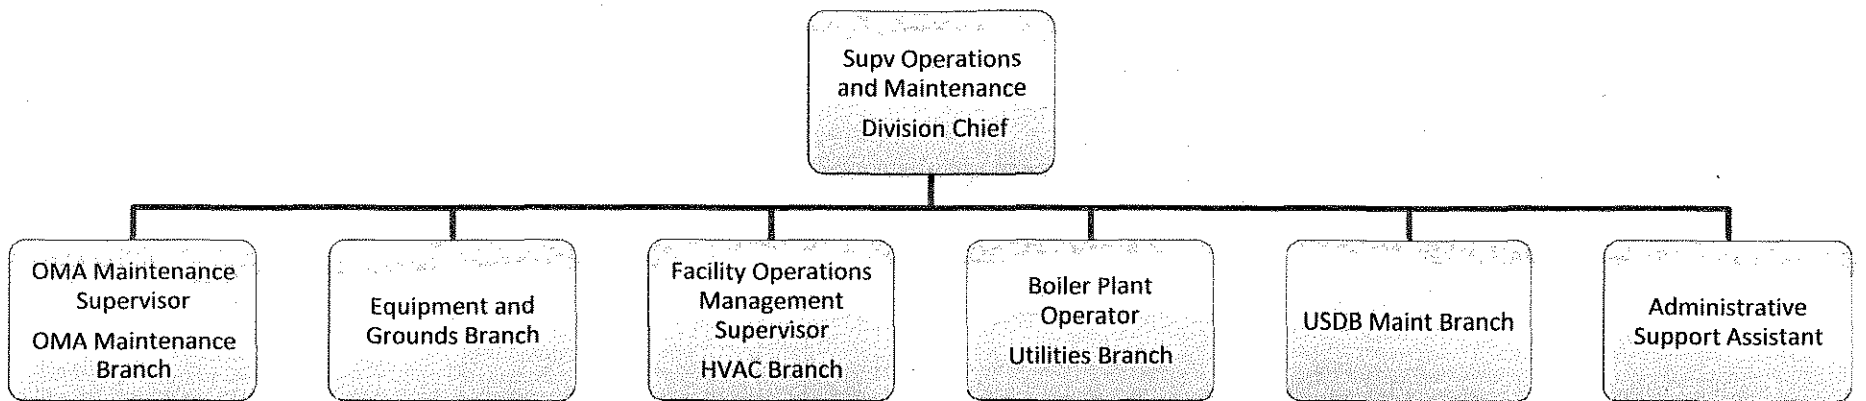 Supv Operations
and Maintenance
Division Chief
OMA Maintenance
Supervisor
OMA Maintenance
Branch
Equipment and
Grounds Branch
Facility Operations
Management
Supervisor
HVAC Branch
Boiler Plant
Operator
Utilities Branch
USDB Maint Branch
Administrative
Support Assistant